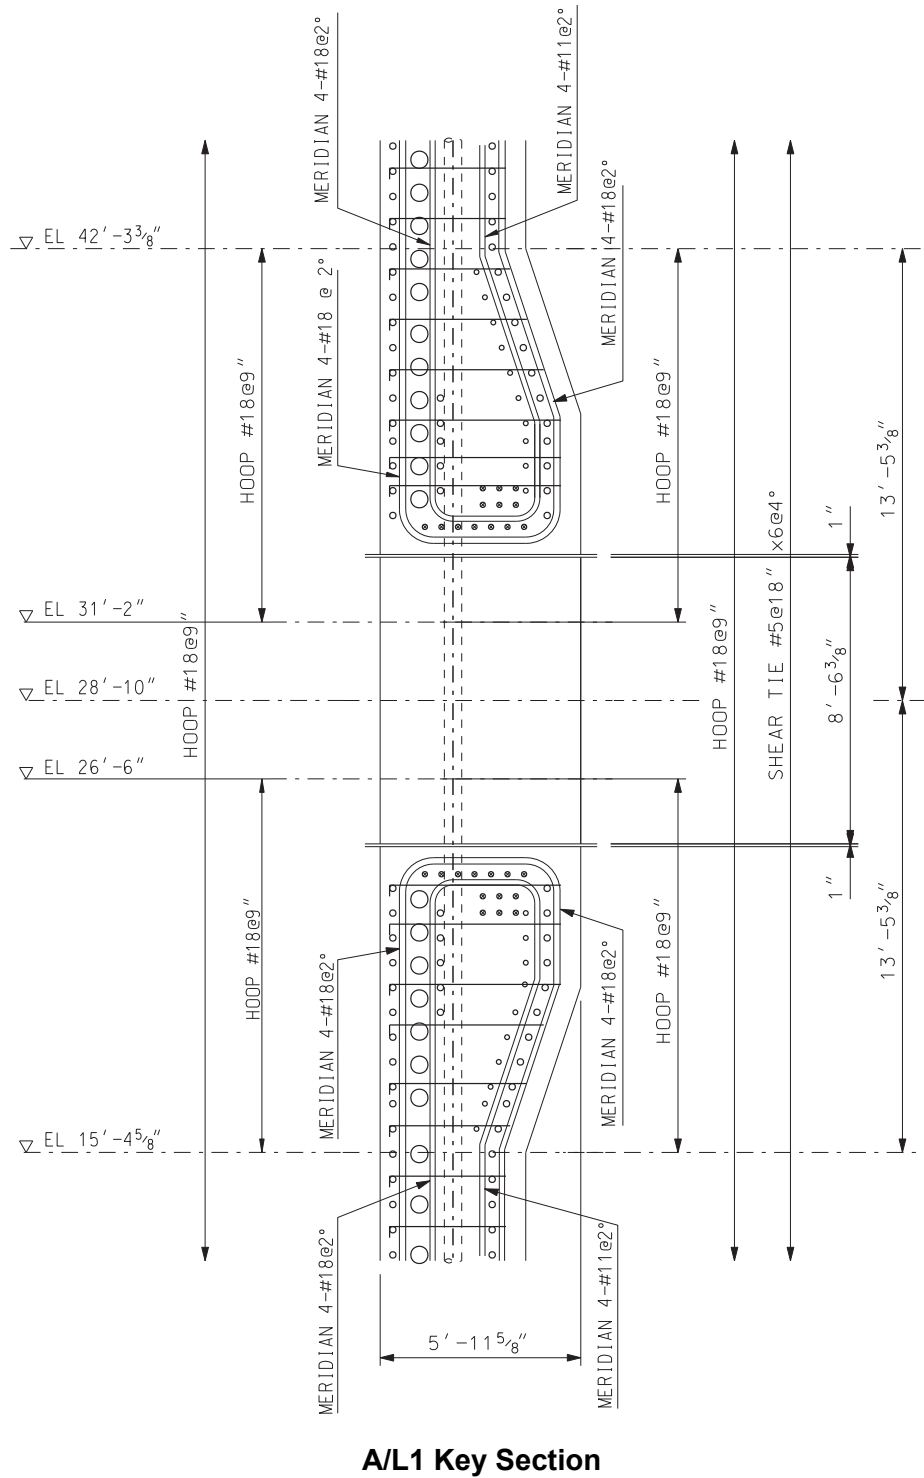 MERIDIAN 4-#18@2°
MERIDIAN 4-#18@2°
MERIDIAN 4-#11@2°
MERIDIAN 4-#18@2°
EL 42'-3 3/8"
MERIDIAN 4-#18 @ 2°
HOOP #18@9"
HOOP #18@9"
13'-5 3/8"
1"
SHEAR TIE #5@18" x6@4°
EL 31'-2"
HOOP #18@9"
HOOP #18@9"
8'-6 3/8"
EL 28'-10"
EL 26'-6"
1"
HOOP #18@9"
MERIDIAN 4-#18@2°
MERIDIAN 4-#18@2°
HOOP #18@9"
13'-5 3/8"
EL 15'-4 5/8"
MERIDIAN 4-#18@2°
MERIDIAN 4-#11@2°
5'-11 5/8"
A/L1 Key Section